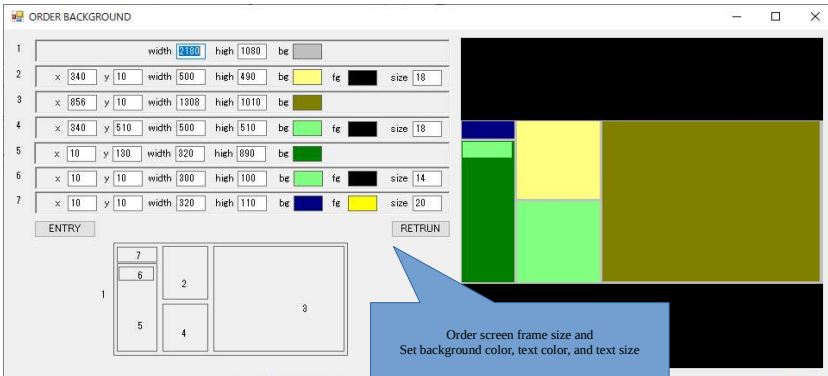 ORDER BACKGROUND
1 width 2180 high 1080 bg
2 x 340 y 10 width 500 high 490 bg fg size 18
3 x 856 y 10 width 1308 high 1010 bg
4 x 340 y 510 width 500 high 510 bg fg size 18
5 x 10 y 130 width 320 high 890 bg
6 x 10 y 10 width 300 high 100 bg fg size 14
7 x 10 y 10 width 320 high 110 bg fg size 20
ENTRY RETRUN
7
6
2
1
3
5
4
Order screen frame size and
Set background color, text color, and text size